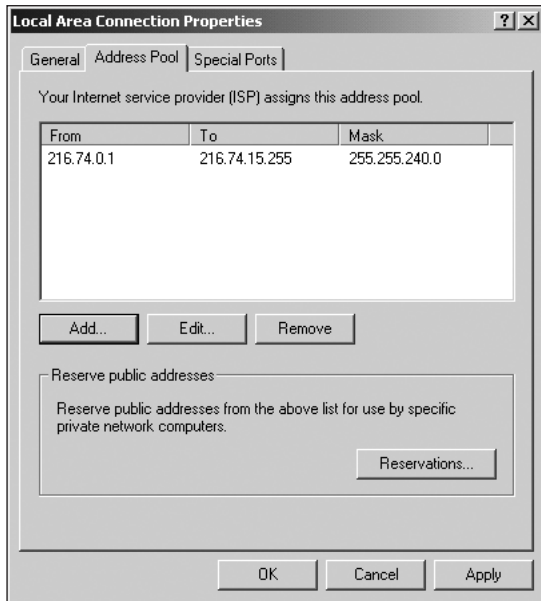 Local Area Connection Properties
General Address Pool Special Ports
Your Internet service provider (ISP) assigns this address pool.
From To Mask
216.74.0.1 216.74.15.255 255.255.240.0
Add... Edit... Remove
Reserve public addresses
Reserve public addresses from the above list for use by specific
private network computers.
Reservations...
OK Cancel Apply